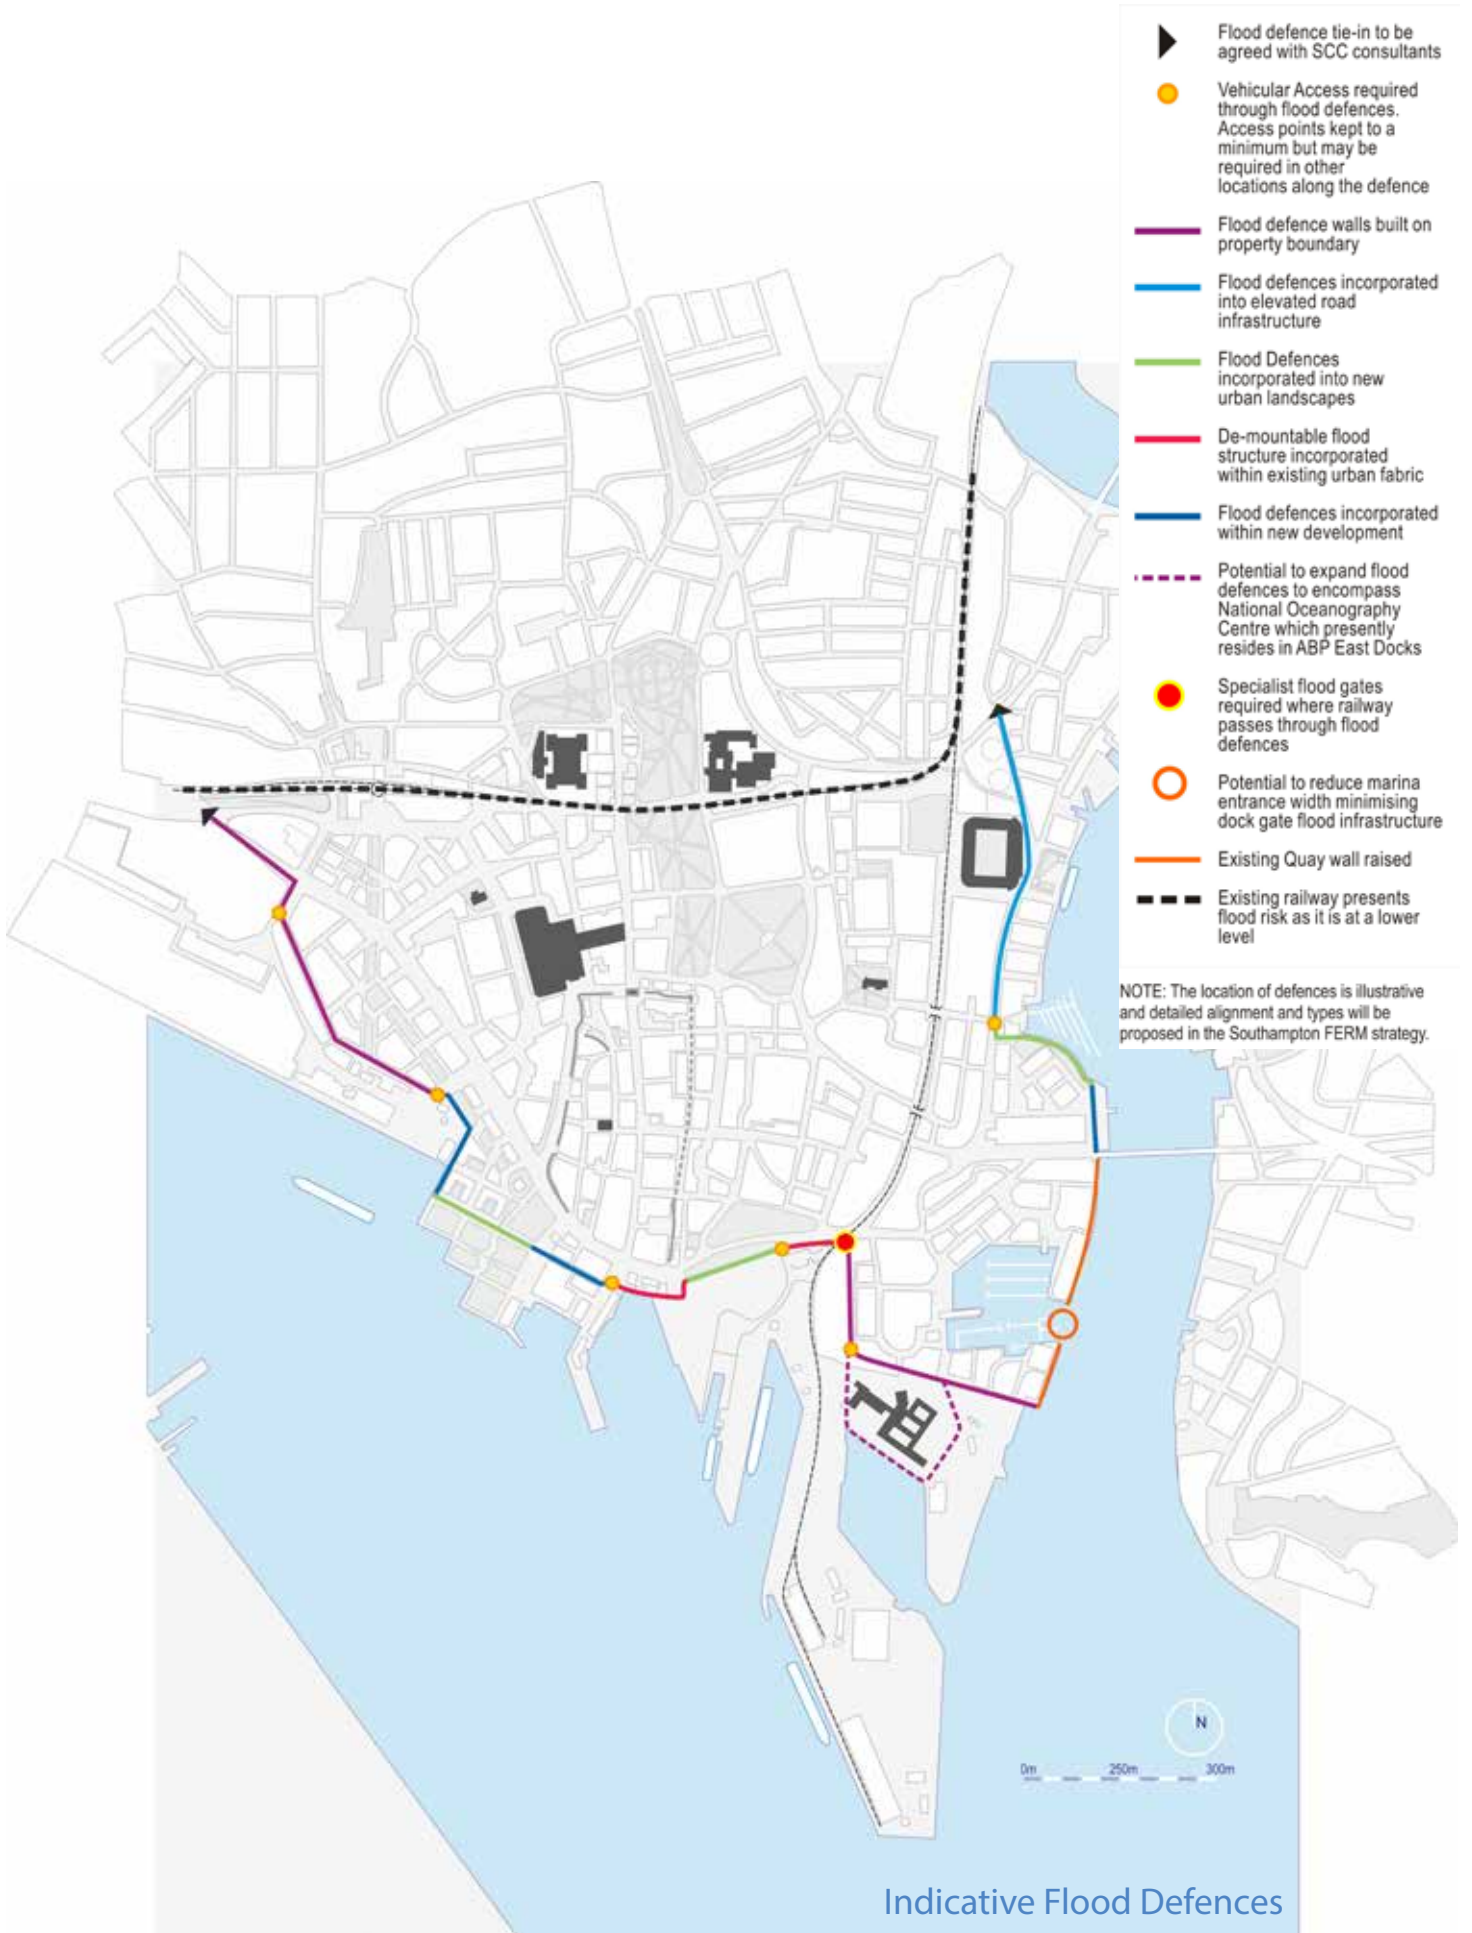 Flood defence tie-in to be
agreed with SCC consultants
Vehicular Access required
through flood defences.
Access points kept to a
minimum but may be
required in other
locations along the defence
Flood defence walls built on
property boundary
Flood defences incorporated
into elevated road
infrastructure
Flood Defences
incorporated into new
urban landscapes
De-mountable flood
structure incorporated
within existing urban fabric
Flood defences incorporated
within new development
Potential to expand flood
defences to encompass
National Oceanography
Centre which presently
resides in ABP East Docks
Specialist flood gates
required where railway
passes through flood
defences
Potential to reduce marina
entrance width minimising
dock gate flood infrastructure
Existing Quay wall raised
Existing railway presents
flood risk as it is at a lower
level
NOTE: The location of defences is illustrative
and detailed alignment and types will be
proposed in the Southampton FERM strategy.
N
0m 250m 300m
Indicative Flood Defences